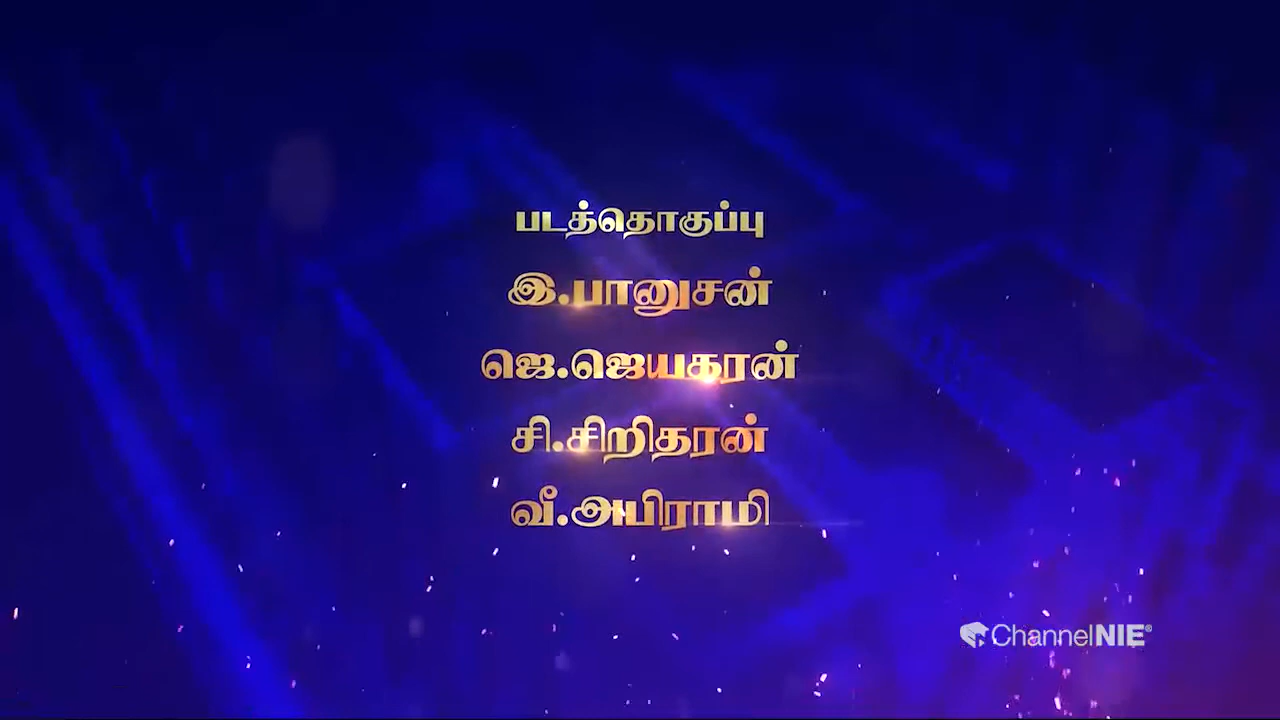 படத்தொகுப்பு
இ.பானுசன்
ஜெ.ஜெயகரன்
சி.சிறிதரன்
வீ.அபிராமி
ChannelNIE®